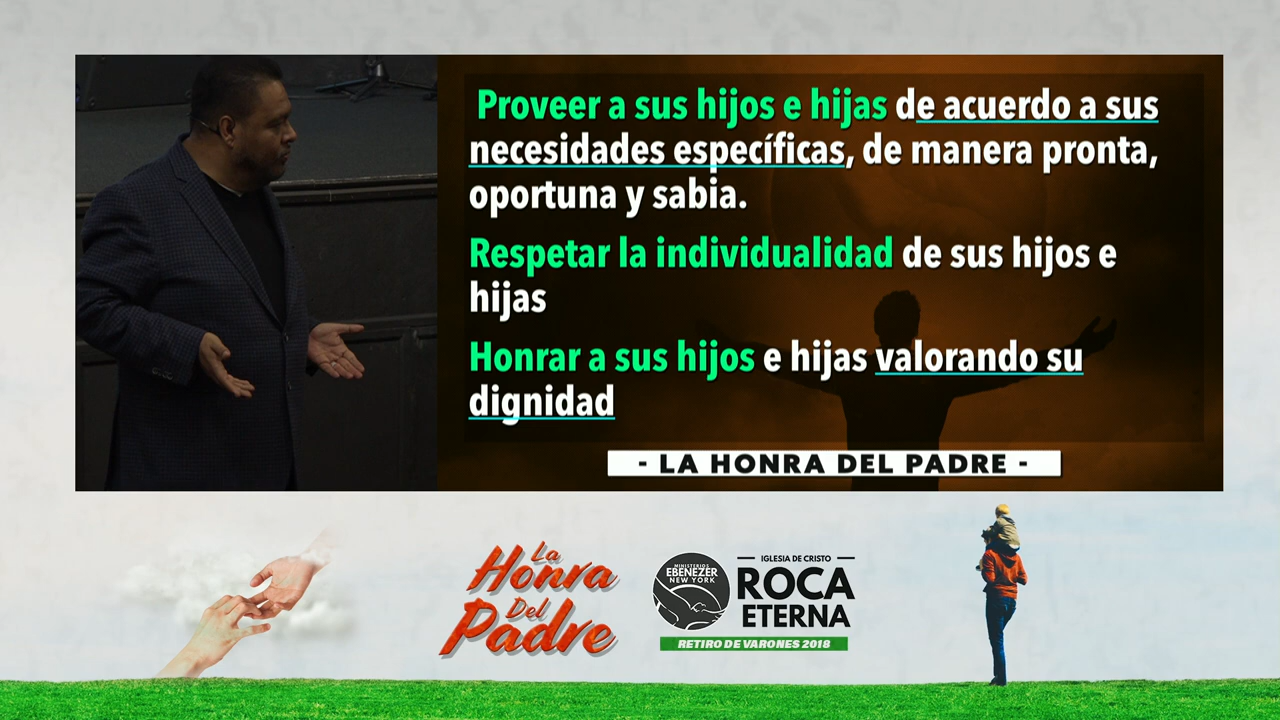 Proveer a sus hijos e hijas de acuerdo a sus
necesidades específicas, de manera pronta,
oportuna y sabia.
Respetar la individualidad de sus hijos e
hijas
Honrar a sus hijos e hijas valorando su
dignidad
- LA HONRA DEL PADRE -
La
Honra
Del
Padre
MINISTERIOS
EBENEZER
NEW YORK
IGLESIA DE CRISTO
ROCA
ETERNA
RETIRO DE VARONES 2018